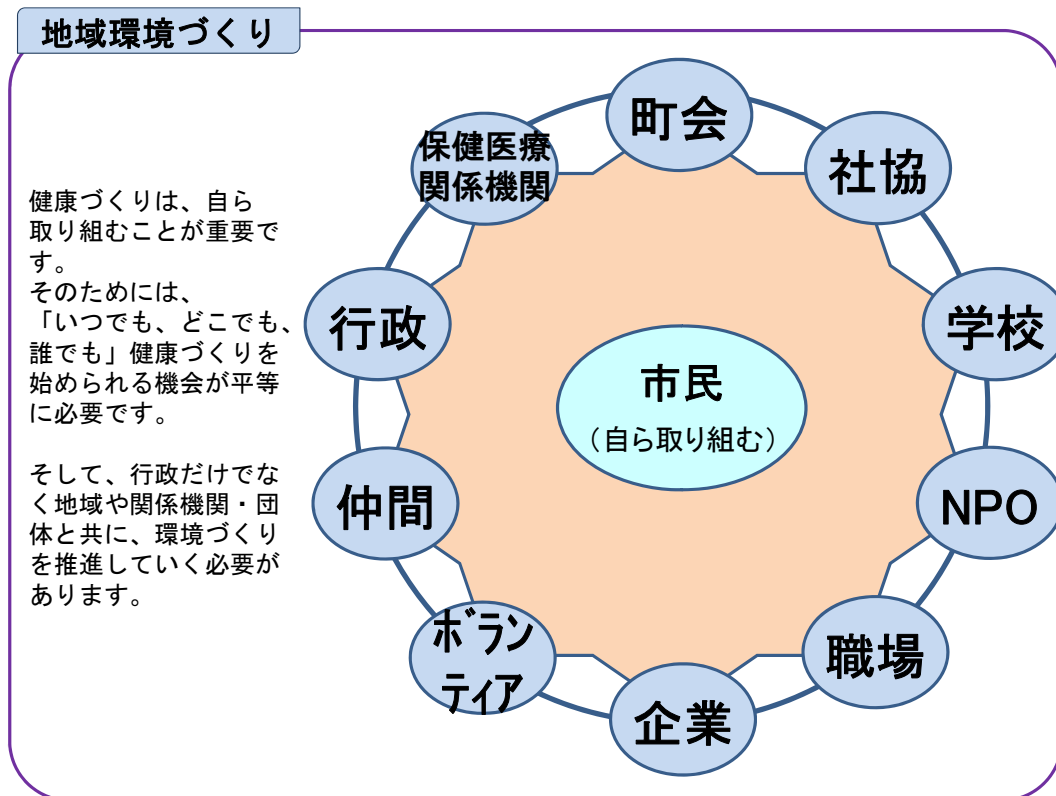 地域環境づくり
健康づくりは、自ら
取り組むことが重要で
す。
そのためには、
「いつでも、どこでも、
誰でも」健康づくりを
始められる機会が平等
に必要です。
そして、行政だけでな
く地域や関係機関・団
体と共に、環境づくり
を推進していく必要が
あります。
町会
社協
学校
NPO
職場
企業
ボラン
ティア
仲間
行政
保健医療
関係機関
市民
（自ら取り組む）